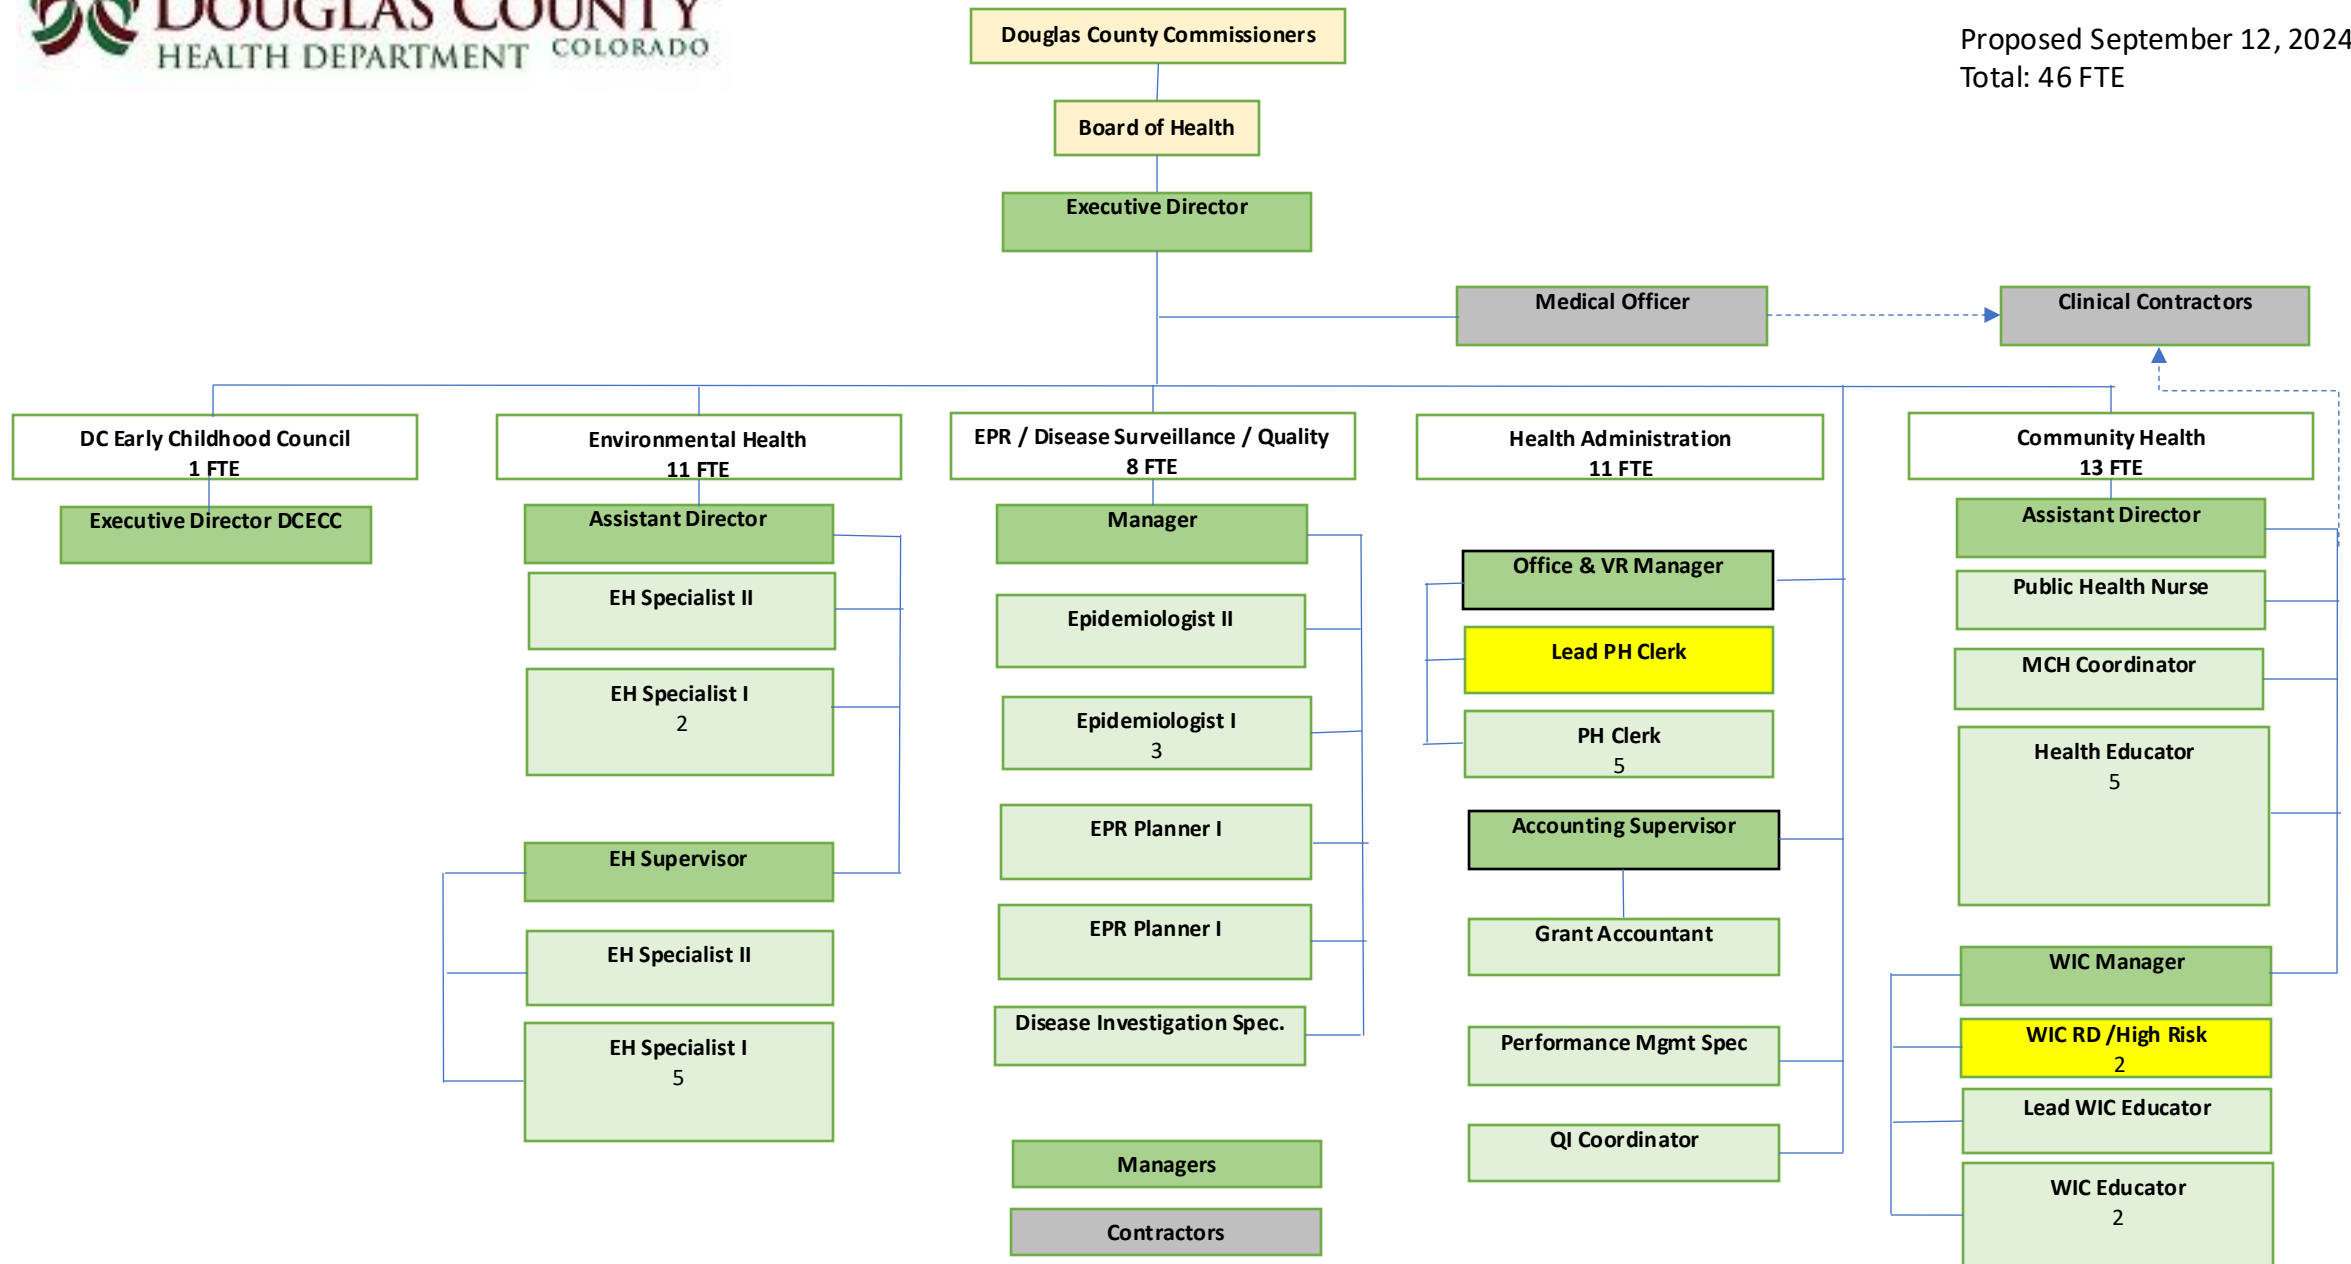 DOUGLAS COUNTY
HEALTH DEPARTMENT COLORADO
Proposed September 12, 2024
Total: 46 FTE
Douglas County Commissioners
Board of Health
Executive Director
Medical Officer
Clinical Contractors
DC Early Childhood Council
1 FTE
Executive Director DCECC
Environmental Health
11 FTE
Assistant Director
EH Specialist II
EH Specialist I
2
EH Supervisor
EH Specialist II
EH Specialist I
5
EPR / Disease Surveillance / Quality
8 FTE
Manager
Epidemiologist II
Epidemiologist I
3
EPR Planner I
EPR Planner I
Disease Investigation Spec.
Managers
Contractors
Health Administration
11 FTE
Office & VR Manager
Lead PH Clerk
PH Clerk
5
Accounting Supervisor
Grant Accountant
Performance Mgmt Spec
QI Coordinator
Community Health
13 FTE
Assistant Director
Public Health Nurse
MCH Coordinator
Health Educator
5
WIC Manager
WIC RD /High Risk
2
Lead WIC Educator
WIC Educator
2